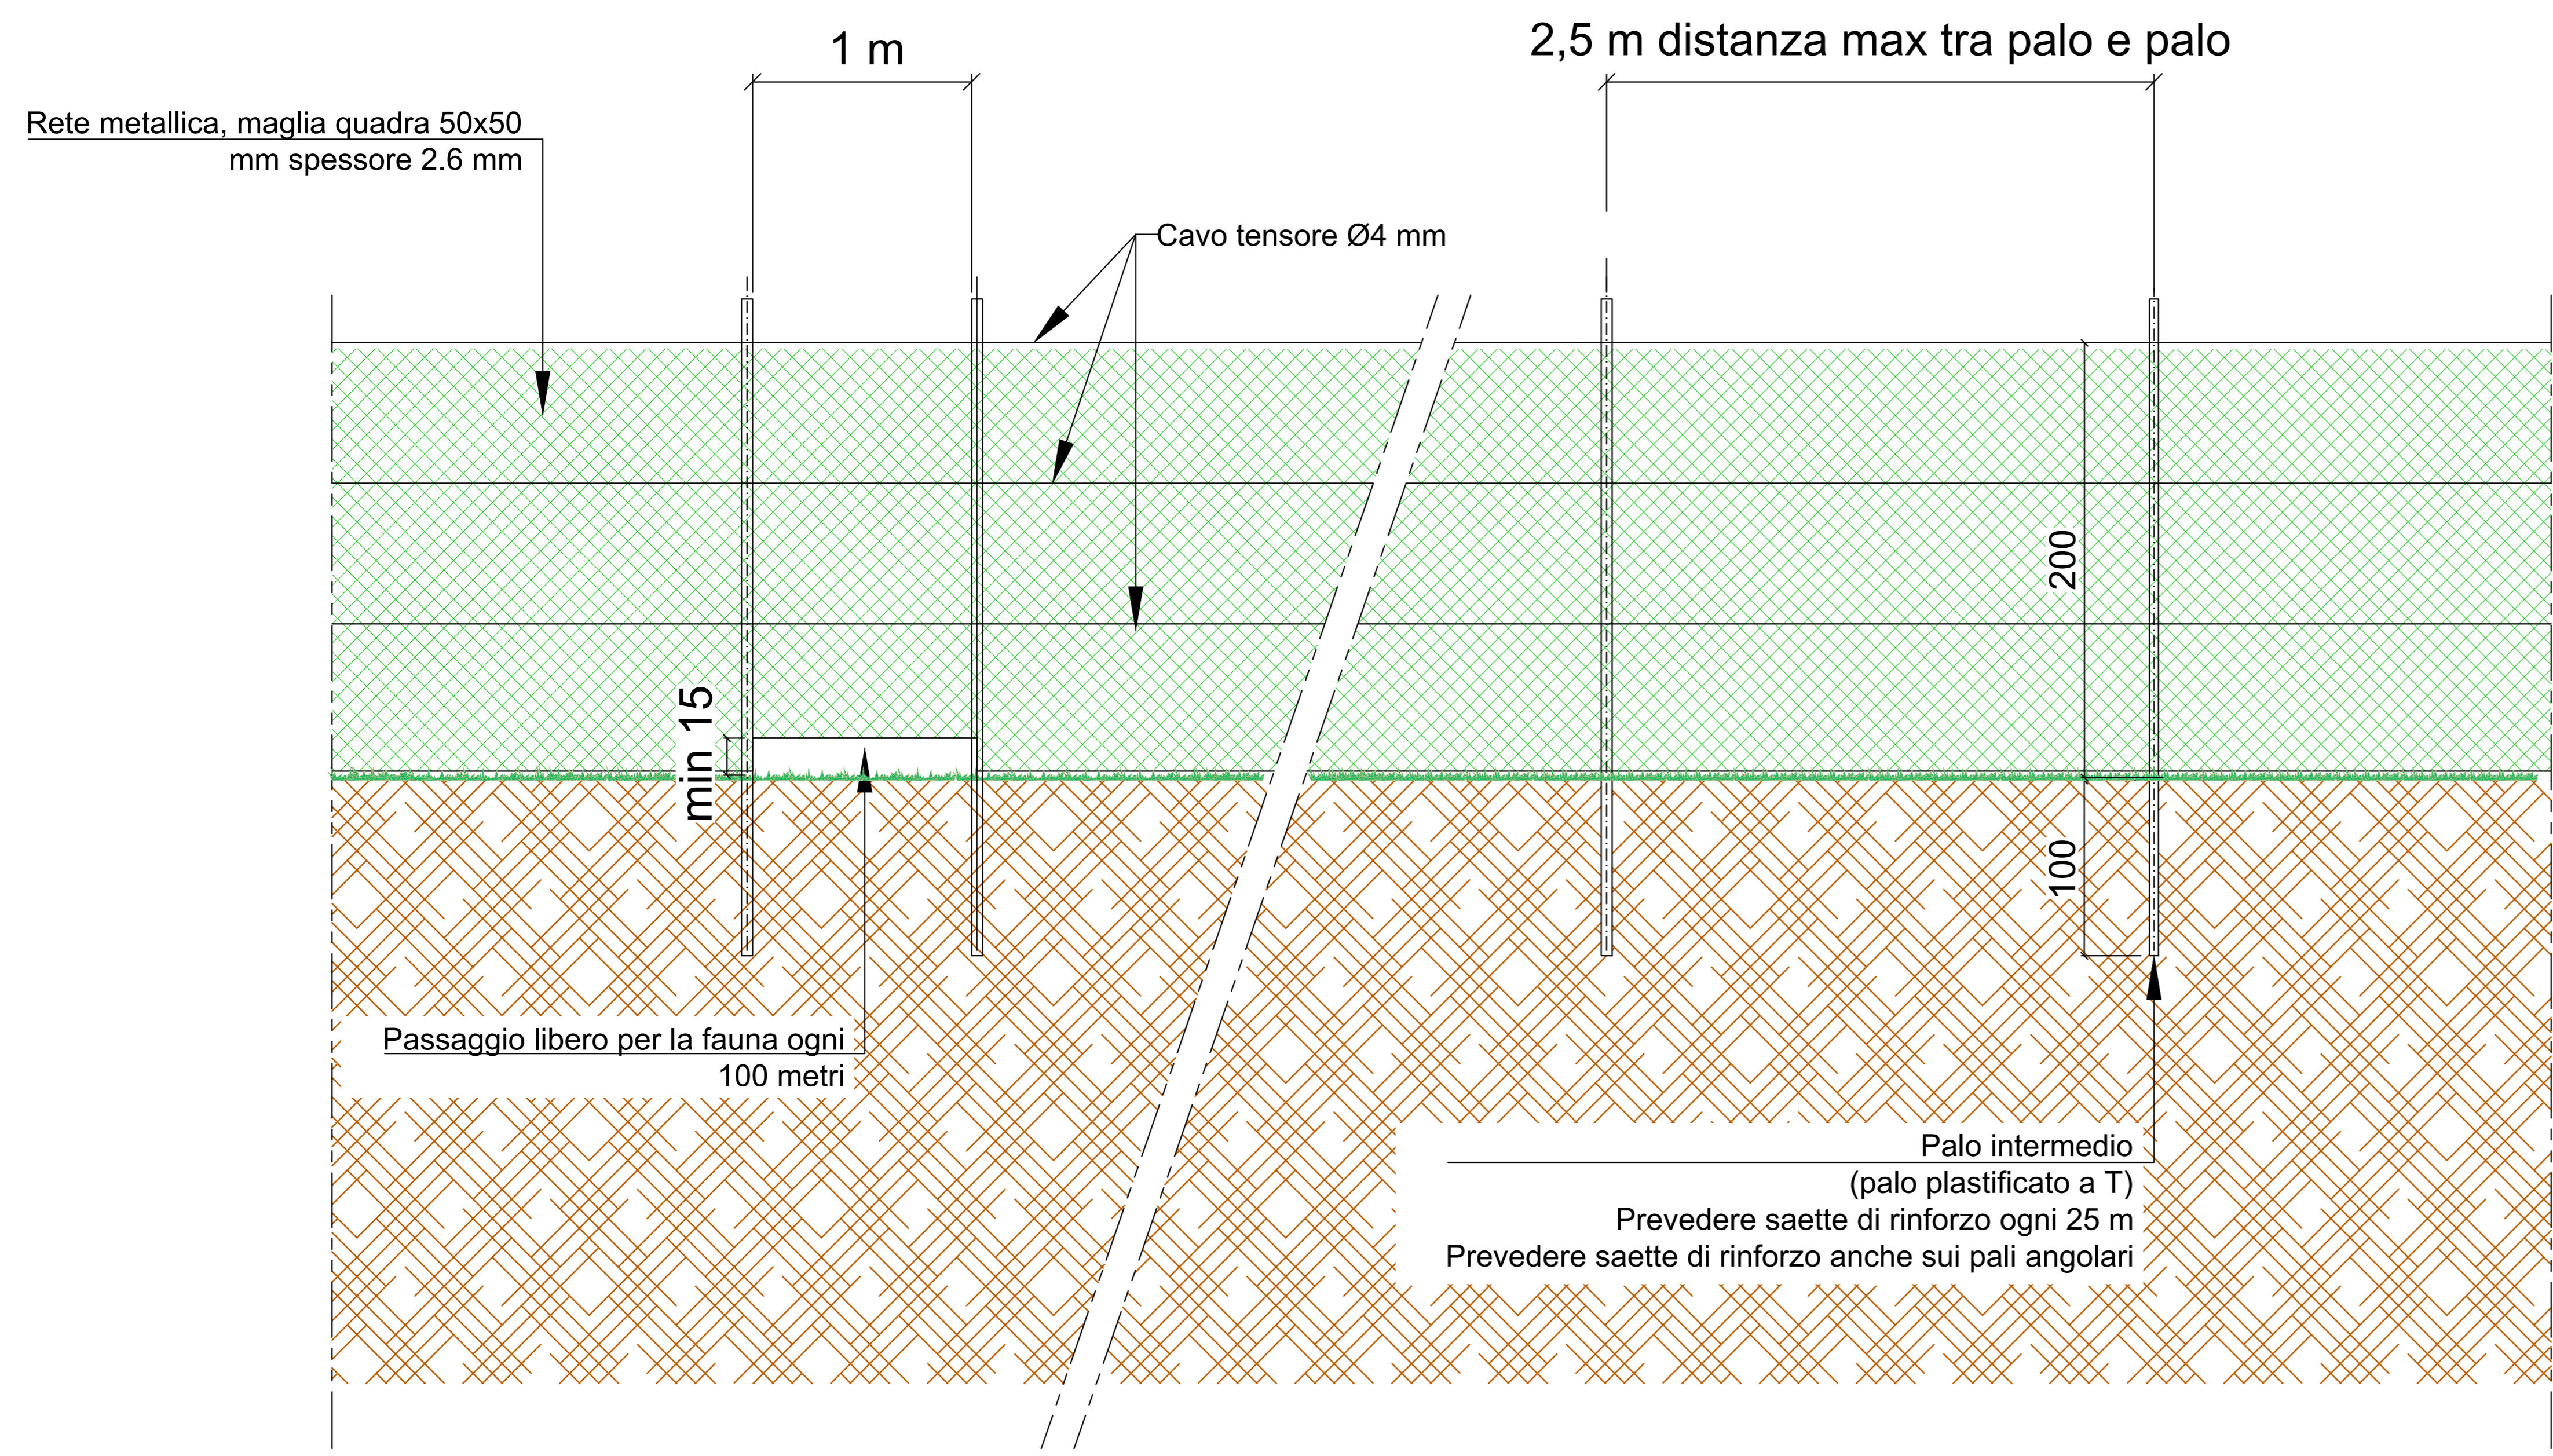 1 m
2,5 m distanza max tra palo e palo
Rete metallica, maglia quadra 50x50
mm spessore 2.6 mm
Cavo tensore Ø4 mm
200
min 15
100
Passaggio libero per la fauna ogni
100 metri
Palo intermedio
(palo plastificato a T)
Prevedere saette di rinforzo ogni 25 m
Prevedere saette di rinforzo anche sui pali angolari